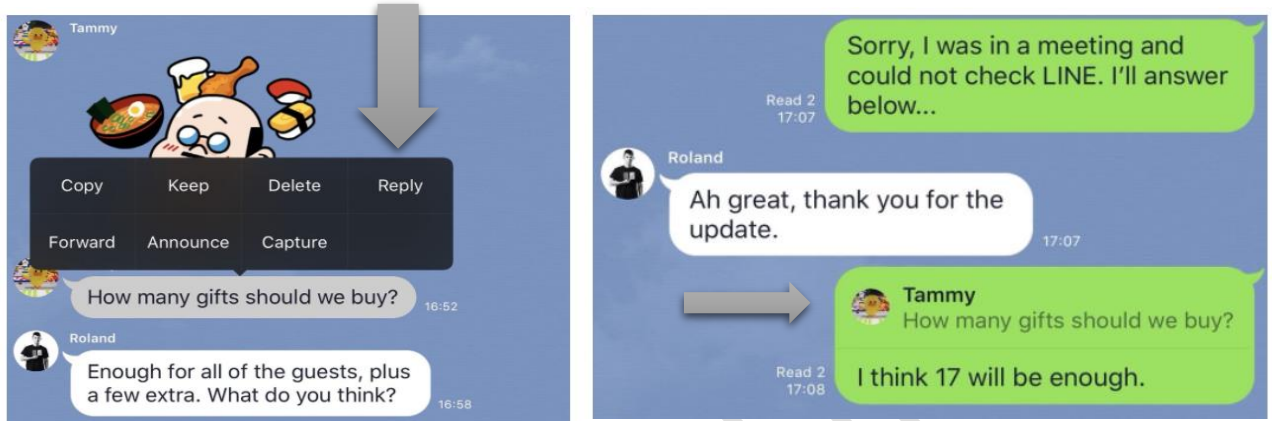 Tammy
Copy Keep Delete Reply
Forward Announce Capture
How many gifts should we buy?
16:52
Roland
Enough for all of the guests, plus
a few extra. What do you think?
16:58
Sorry, I was in a meeting and
could not check LINE. I'll answer
below...
Read 2
17:07
Roland
Ah great, thank you for the
update.
17:07
Tammy
How many gifts should we buy?
I think 17 will be enough.
Read 2
17:08